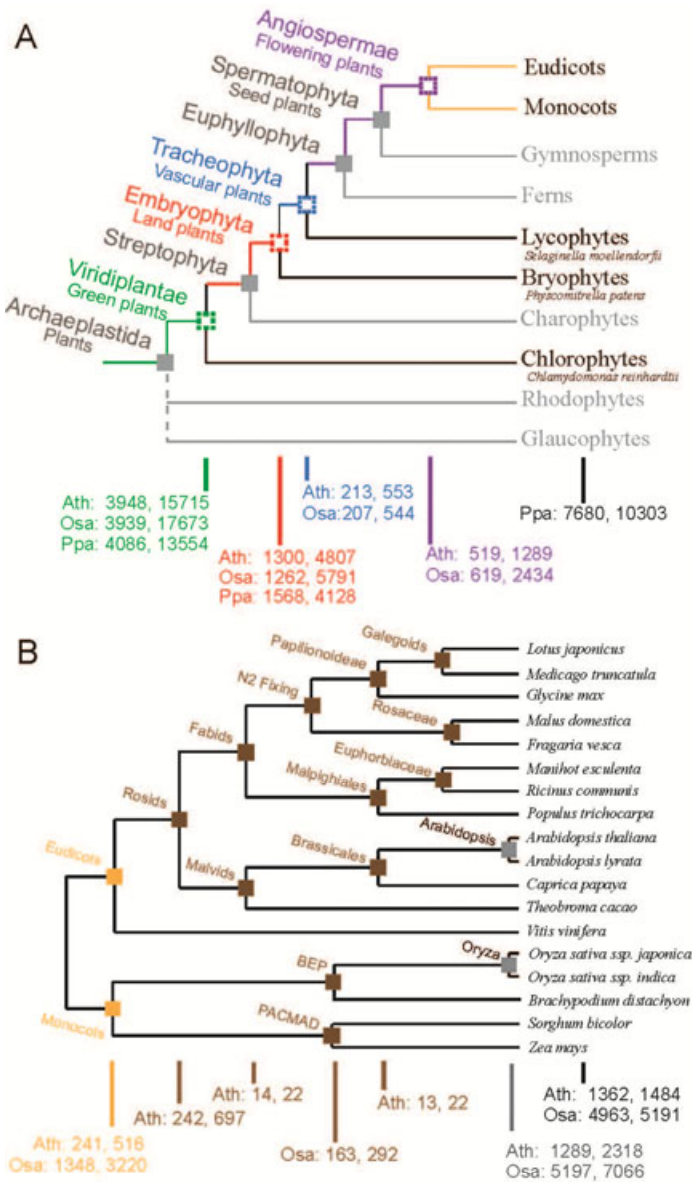 A
Angiospermae
Flowering plants
Spermatophyta
Seed plants
Euphyllophyta
Tracheophyta
Vascular plants
Embryophyta
Land plants
Streptophyta
Viridiplantae
Green plants
Archaeplastida
Plants
Eudicots
Monocots
Gymnosperms
Ferns
Lycophytes
Selaginella moellendorfii
Bryophytes
Physcomitrella patens
Charophytes
Chlorophytes
Chlamydomonas reinhardtii
Rhodophytes
Glaucophytes
Ath: 3948, 15715
Osa: 3939, 17673
Ppa: 4086, 13554
Ath: 1300, 4807
Osa: 1262, 5791
Ppa: 1568, 4128
Ath: 213, 553
Osa:207, 544
Ath: 519, 1289
Osa: 619, 2434
Ppa: 7680, 10303
B
Galegoids
Papilionoideae
N2 Fixing
Rosaceae
Fabids
Euphorbiaceae
Malpighiales
Rosids
Arabidopsis
Brassicales
Malvids
Eudicots
Oryza
BEP
PACMAD
Monocots
Lotus japonicus
Medicago truncatula
Glycine max
Malus domestica
Fragaria vesca
Manihot esculenta
Ricinus communis
Populus trichocarpa
Arabidopsis thaliana
Arabidopsis lyrata
Caprica papaya
Theobroma cacao
Vitis vinifera
Oryza sativa ssp. japonica
Oryza sativa ssp. indica
Brachypodium distachyon
Sorghum bicolor
Zea mays
Ath: 241, 516
Osa: 1348, 3220
Ath: 242, 697
Ath: 14, 22
Osa: 163, 292
Ath: 13, 22
Ath: 1289, 2318
Osa: 5197, 7066
Ath: 1362, 1484
Osa: 4963, 5191